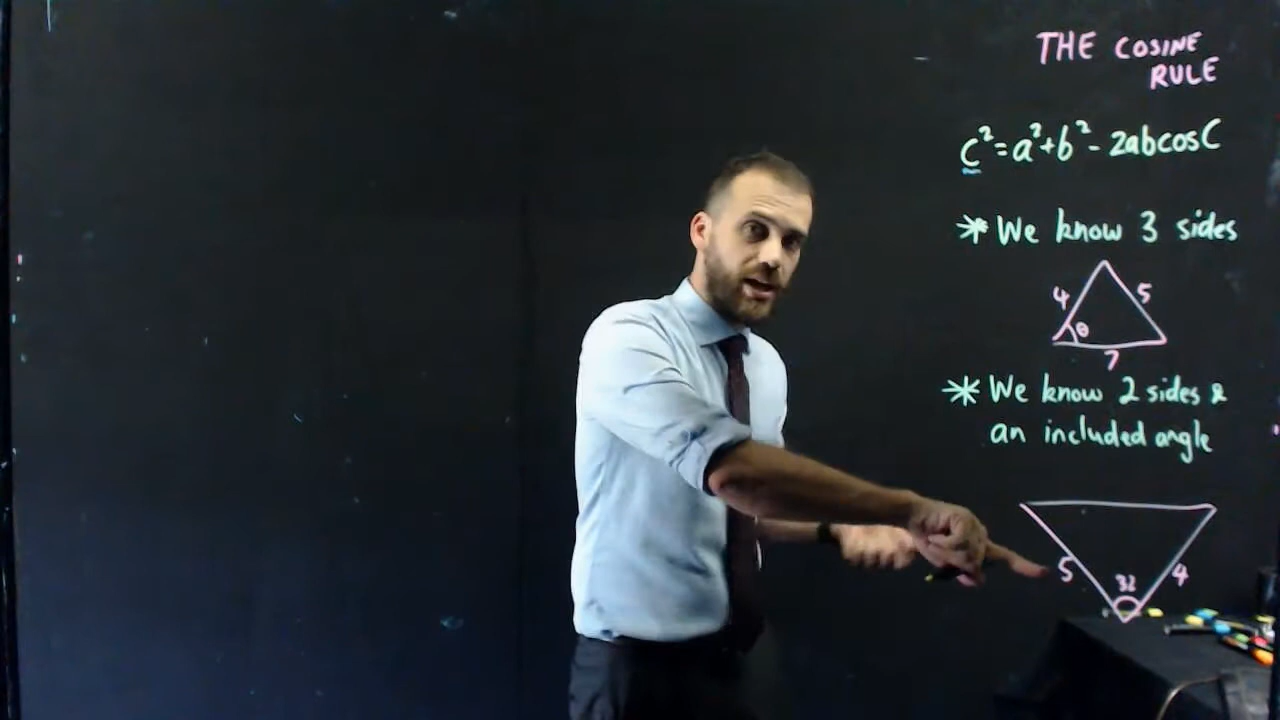 THE COSINE
RULE
c²=a²+b²- 2abcosC
* We know 3 sides
4
5
θ
7
* We know 2 sides &
an included angle
5
32
4